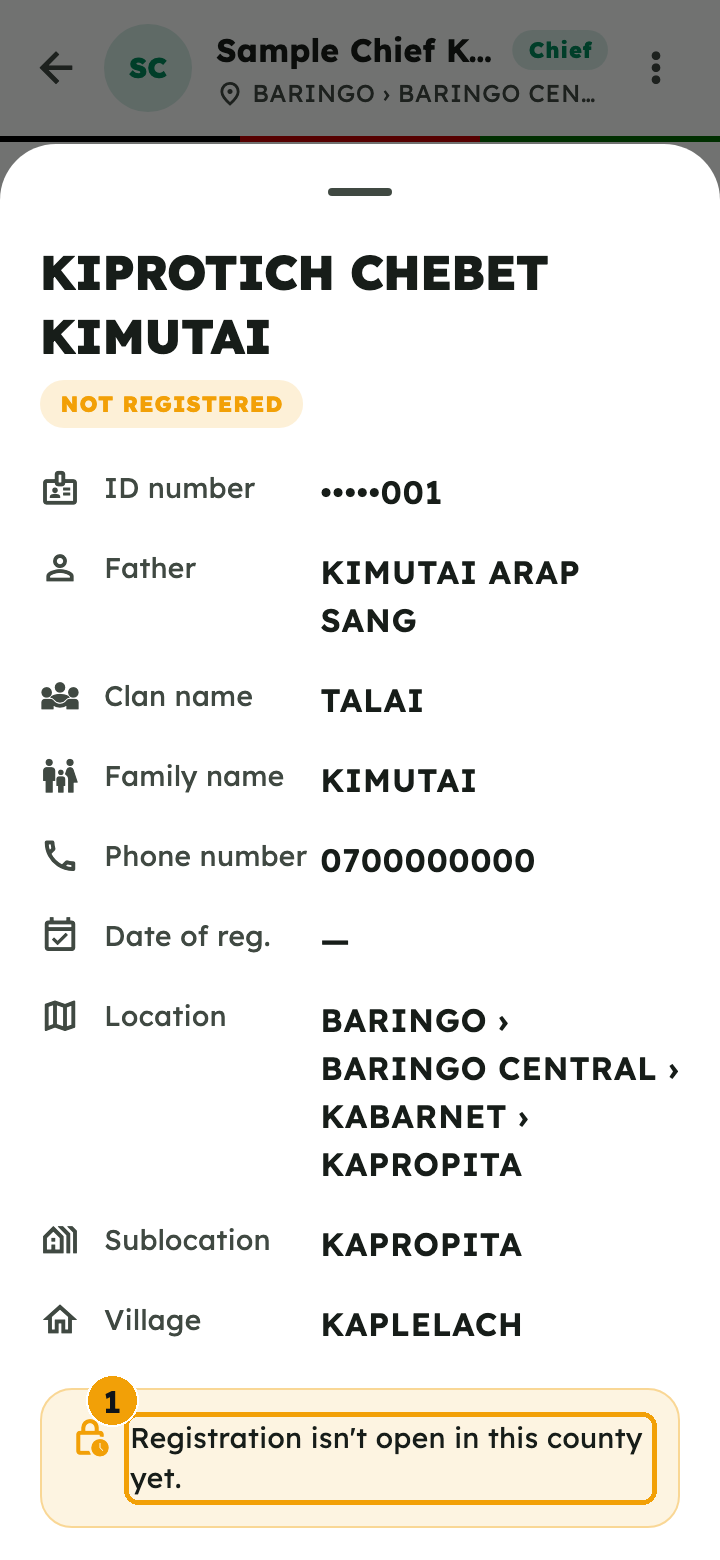 SC
Sample Chief K...
Chief
BARINGO › BARINGO CEN...
KIPROTICH CHEBET
KIMUTAI
NOT REGISTERED
ID number
•••••001
Father
KIMUTAI ARAP
SANG
Clan name
TALAI
Family name
KIMUTAI
Phone number
0700000000
Date of reg.
—
Location
BARINGO ›
BARINGO CENTRAL ›
KABARNET ›
KAPROPITA
Sublocation
KAPROPITA
Village
KAPLELACH
1
Registration isn't open in this county
yet.